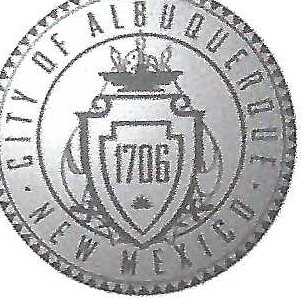 CITY OF ALBUQUERQUE
1706
· NEW MEXICO ·